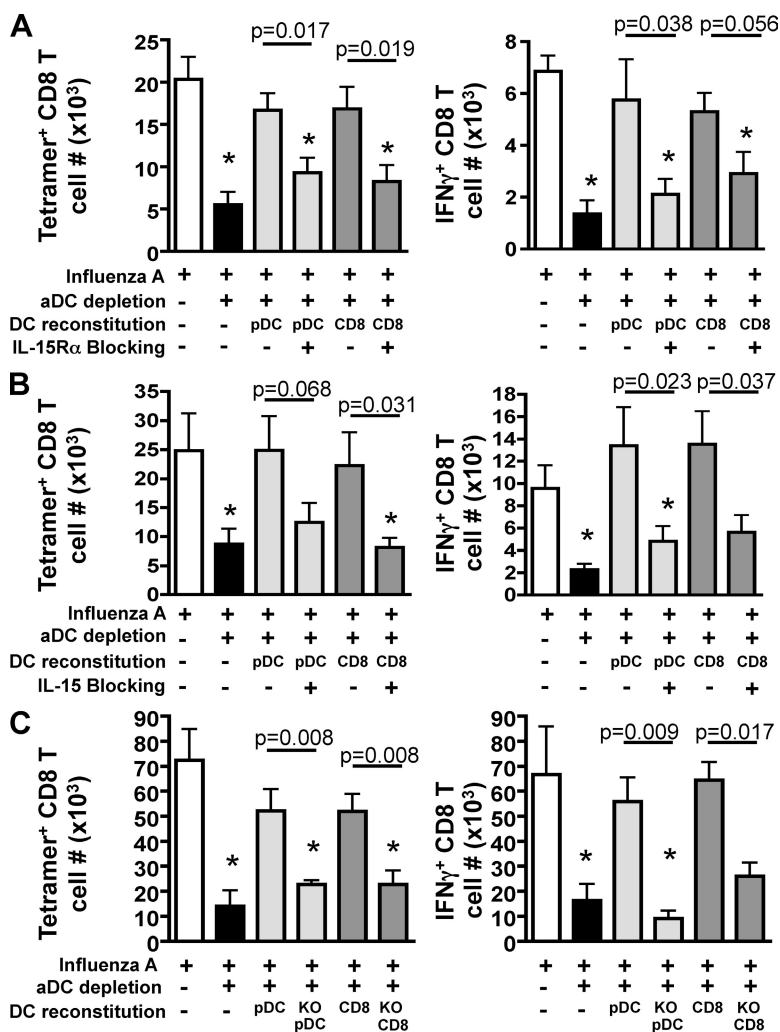 A
p=0.017
p=0.019
Tetramer⁺ CD8 T
cell # (x10³)
25
20
15
10
5
0
*
*
*
p=0.038
p=0.056
IFNγ⁺ CD8 T
cell # (x10³)
8
6
4
2
0
*
*
*
Influenza A + + + + + + + + + + + +
aDC depletion - + + + + + - + + + + +
DC reconstitution - - pDC pDC CD8 CD8 - - pDC pDC CD8 CD8
IL-15Rα Blocking - - - + - + - - - + - +
B
p=0.068
p=0.031
Tetramer⁺ CD8 T
cell # (x10³)
35
30
25
20
15
10
5
0
*
*
p=0.023
p=0.037
IFNγ⁺ CD8 T
cell # (x10³)
18
16
14
12
10
8
6
4
2
0
*
*
Influenza A + + + + + + + + + + + +
aDC depletion - + + + + + - + + + + +
DC reconstitution - - pDC pDC CD8 CD8 - - pDC pDC CD8 CD8
IL-15 Blocking - - - + - + - - - + - +
C
p=0.008
p=0.008
Tetramer⁺ CD8 T
cell # (x10³)
90
80
70
60
50
40
30
20
10
0
*
*
*
p=0.009
p=0.017
IFNγ⁺ CD8 T
cell # (x10³)
90
80
70
60
50
40
30
20
10
0
*
*
Influenza A + + + + + + + + + + + +
aDC depletion - + + + + + - + + + + +
DC reconstitution - - pDC KO pDC CD8 KO CD8 - - pDC KO pDC CD8 KO CD8